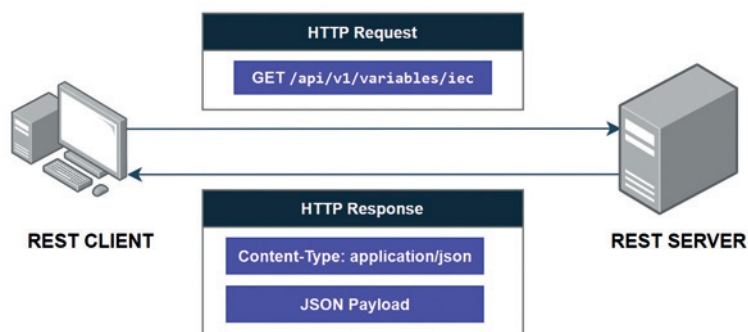 HTTP Request
GET /api/v1/variables/iec
REST CLIENT
REST SERVER
HTTP Response
Content-Type: application/json
JSON Payload